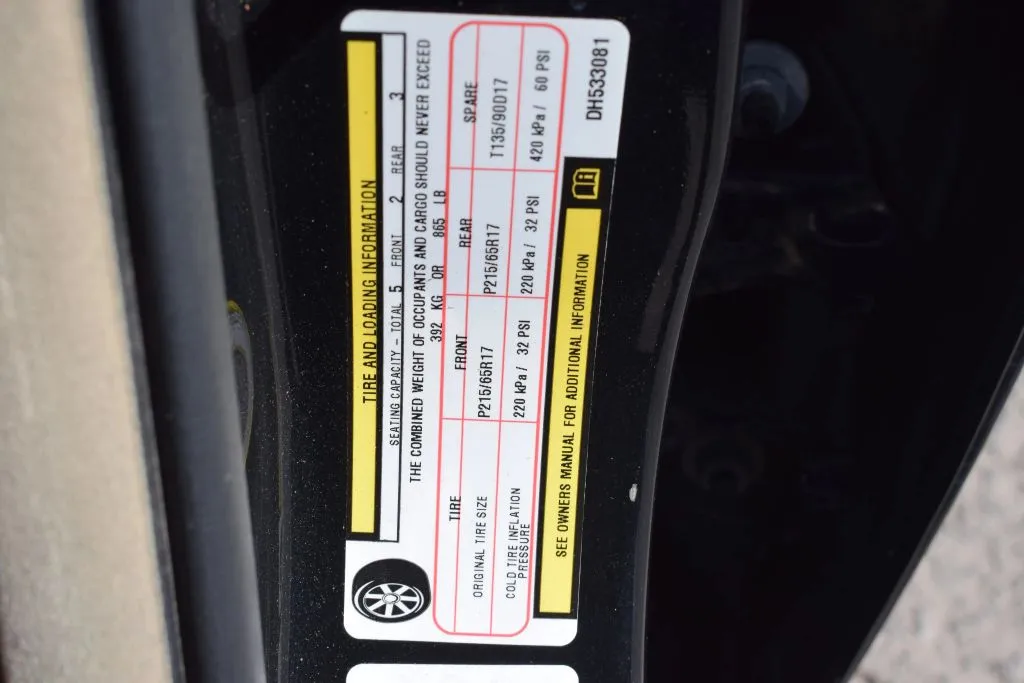 TIRE AND LOADING INFORMATION
SEATING CAPACITY – TOTAL 5 FRONT 2 REAR 3
THE COMBINED WEIGHT OF OCCUPANTS AND CARGO SHOULD NEVER EXCEED
392 KG OR 865 LB
TIRE FRONT REAR SPARE
ORIGINAL TIRE SIZE P215/65R17 P215/65R17 T135/90D17
COLD TIRE INFLATION PRESSURE 220 kPa / 32 PSI 220 kPa / 32 PSI 420 kPa / 60 PSI
SEE OWNERS MANUAL FOR ADDITIONAL INFORMATION
DH533081